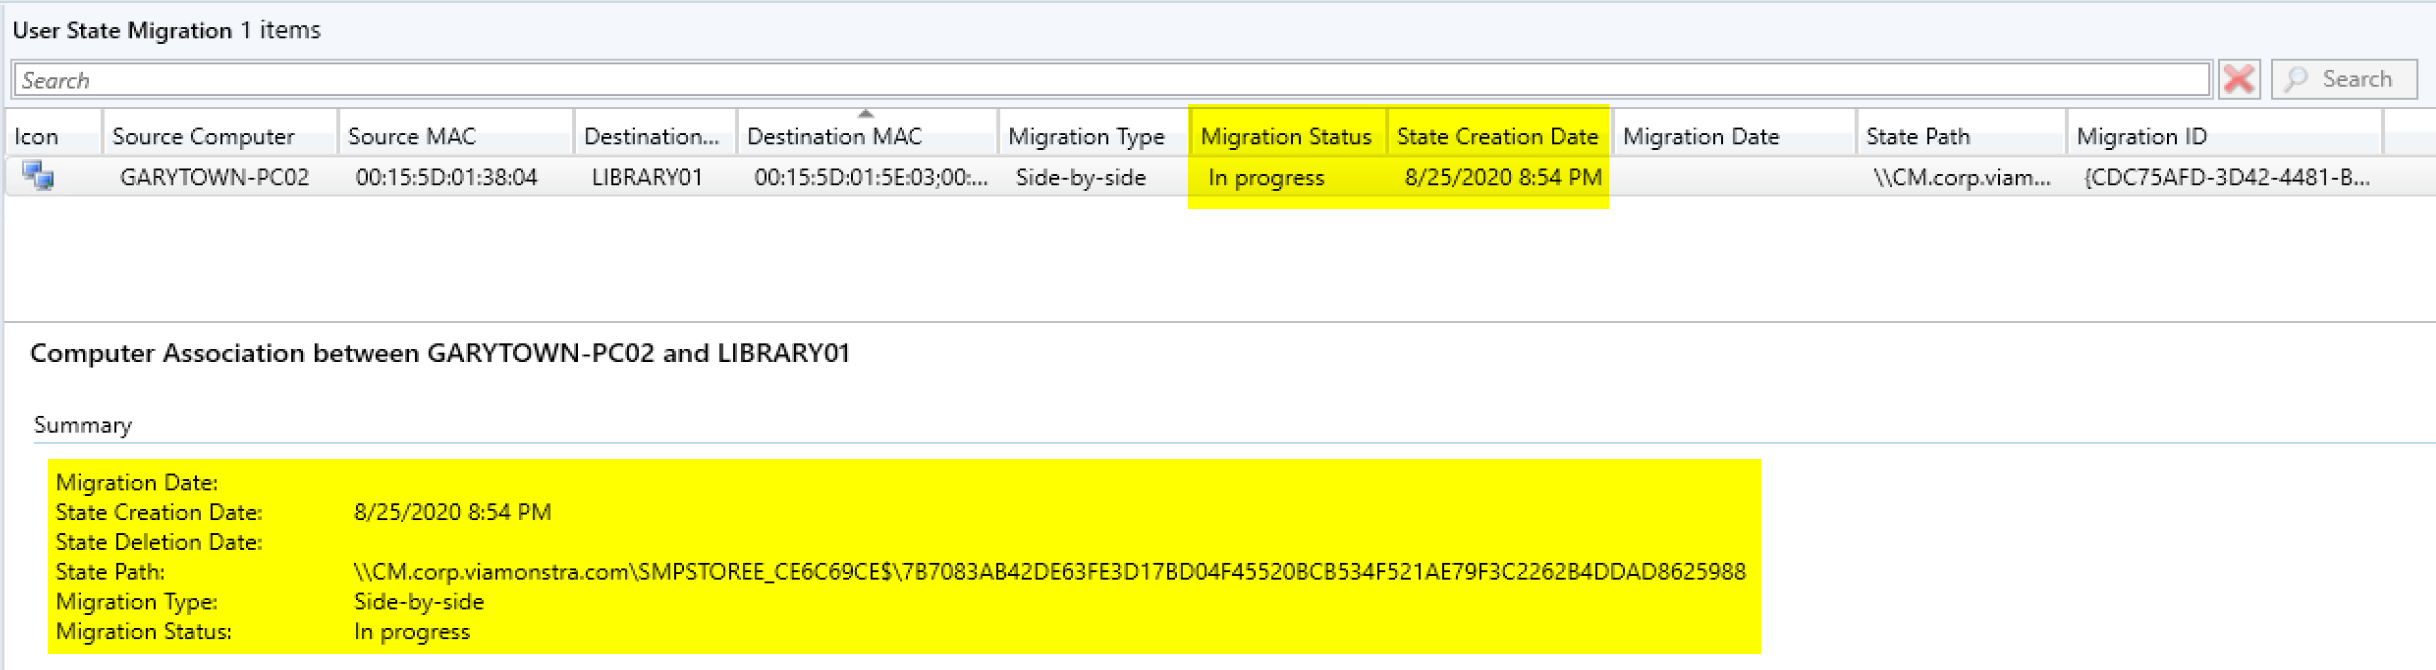 User State Migration 1 items
Search Search
Icon Source Computer Source MAC Destination... Destination MAC Migration Type Migration Status State Creation Date Migration Date State Path Migration ID
GARYTOWN-PC02 00:15:5D:01:38:04 LIBRARY01 00:15:5D:01:5E:03;00:... Side-by-side In progress 8/25/2020 8:54 PM \\CM.corp.viam... {CDC75AFD-3D42-4481-B...
Computer Association between GARYTOWN-PC02 and LIBRARY01
Summary
Migration Date:
State Creation Date: 8/25/2020 8:54 PM
State Deletion Date:
State Path: \\CM.corp.viamonstra.com\SMPSTOREE_CE6C69CE$\7B7083AB42DE63FE3D17BD04F45520BCB534F521AE79F3C2262B4DDAD8625988
Migration Type: Side-by-side
Migration Status: In progress